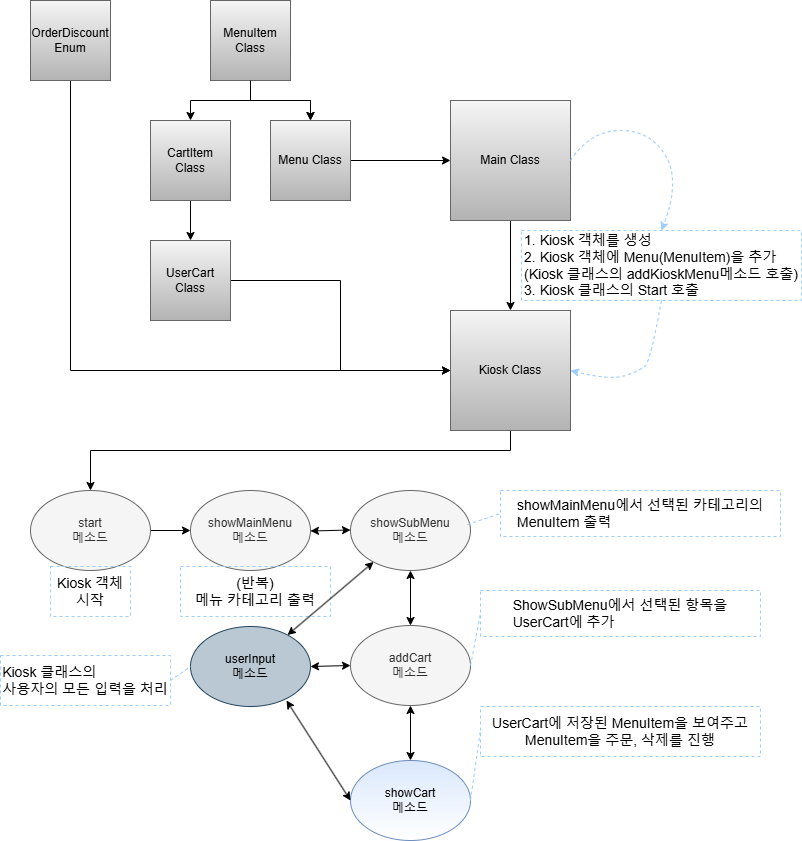 OrderDiscount
Enum
MenuItem
Class
CartItem
Class
Menu Class
Main Class
UserCart
Class
1. Kiosk 객체를 생성
2. Kiosk 객체에 Menu(MenuItem)을 추가
(Kiosk 클래스의 addKioskMenu메소드 호출)
3. Kiosk 클래스의 Start 호출
Kiosk Class
start
메소드
showMainMenu
메소드
showSubMenu
메소드
showMainMenu에서 선택된 카테고리의
MenuItem 출력
Kiosk 객체
시작
(반복)
메뉴 카테고리 출력
ShowSubMenu에서 선택된 항목을
UserCart에 추가
userInput
메소드
addCart
메소드
Kiosk 클래스의
사용자의 모든 입력을 처리
UserCart에 저장된 MenuItem을 보여주고
MenuItem을 주문, 삭제를 진행
showCart
메소드